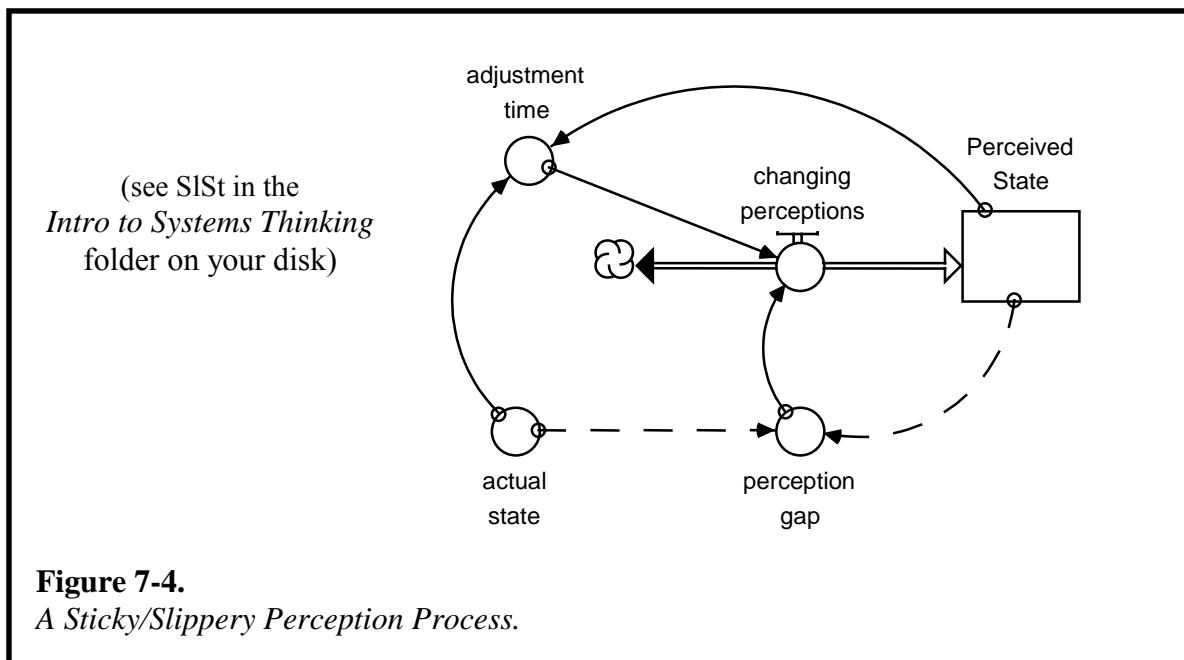 adjustment
time
(see SlSt in the
Intro to Systems Thinking
folder on your disk)
changing
perceptions
Perceived
State
actual
state
perception
gap
Figure 7-4.
A Sticky/Slippery Perception Process.